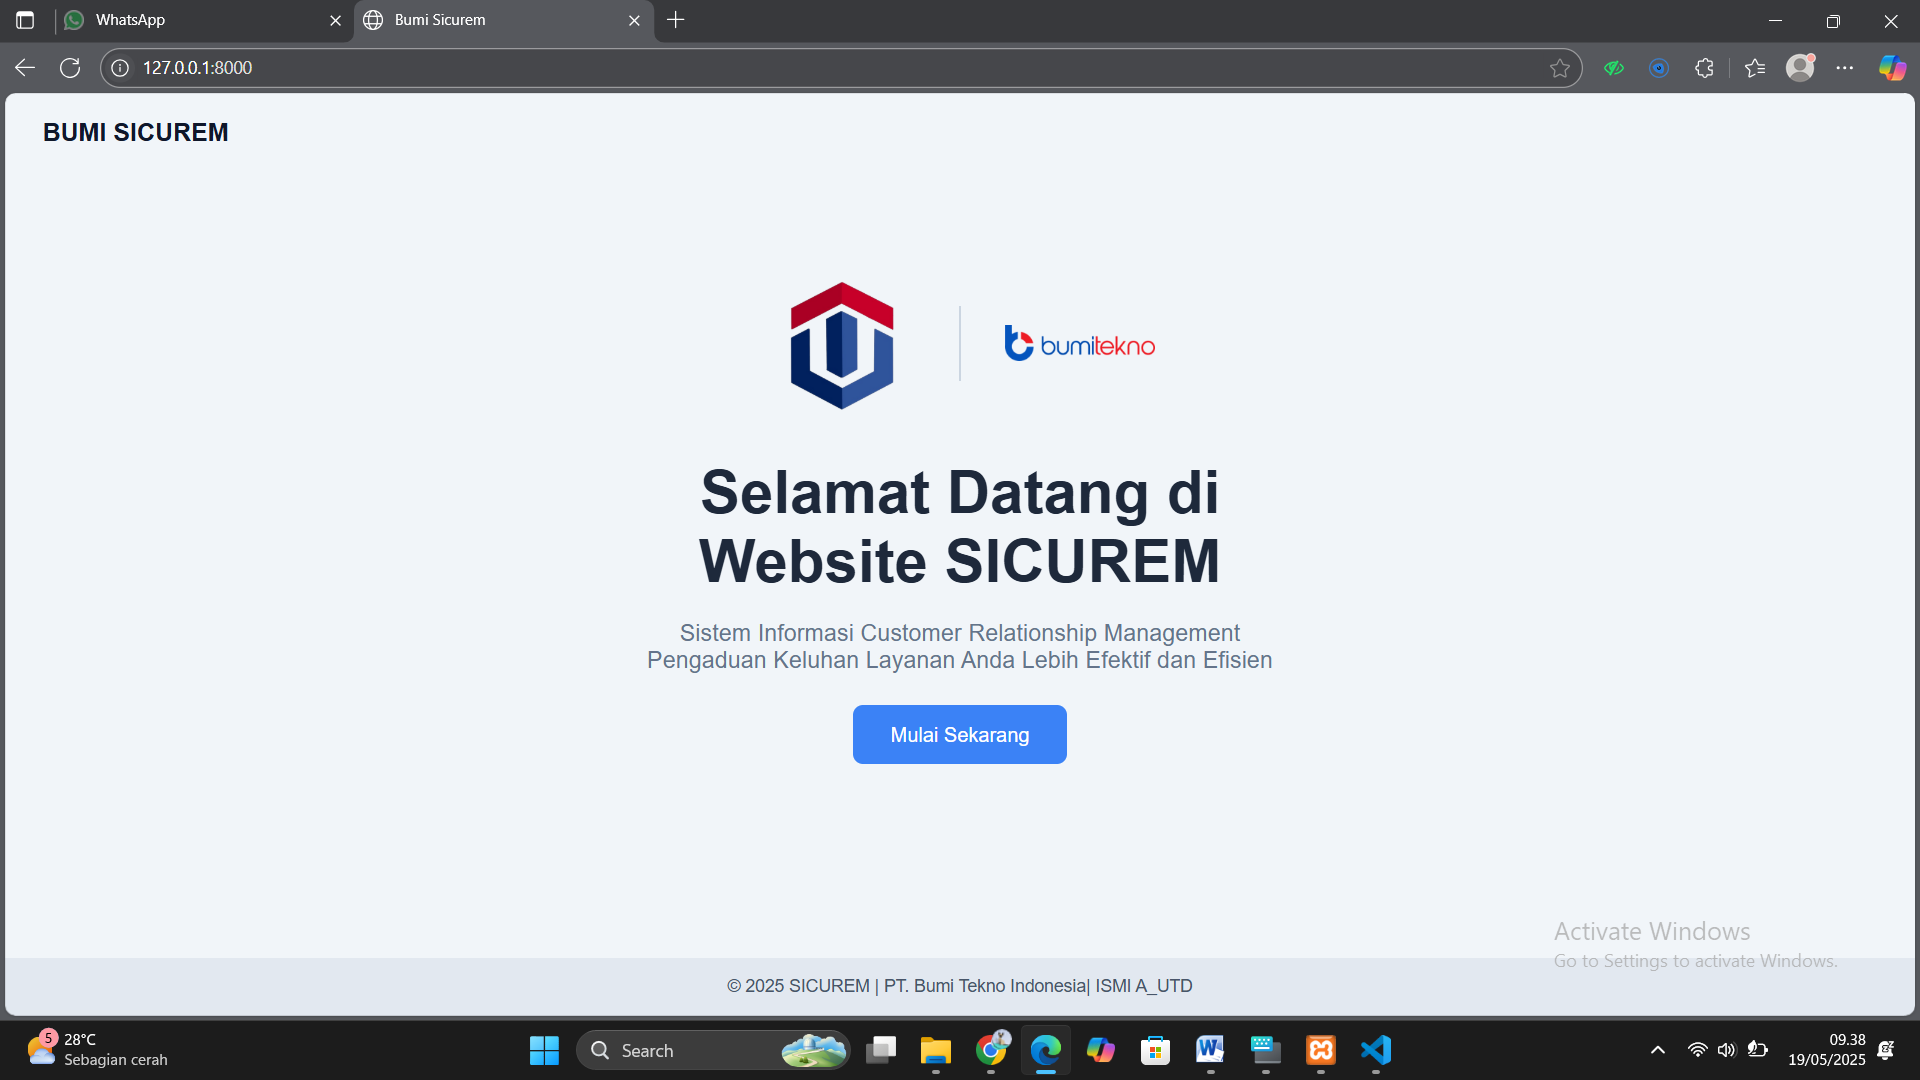 WhatsApp
Bumi Sicurem
127.0.0.1:8000
BUMI SICUREM
bumitekno
Selamat Datang di
Website SICUREM
Sistem Informasi Customer Relationship Management
Pengaduan Keluhan Layanan Anda Lebih Efektif dan Efisien
Mulai Sekarang
Activate Windows
Go to Settings to activate Windows.
© 2025 SICUREM | PT. Bumi Tekno Indonesia| ISMI A_UTD
5
28°C
Sebagian cerah
Search
09.38
19/05/2025